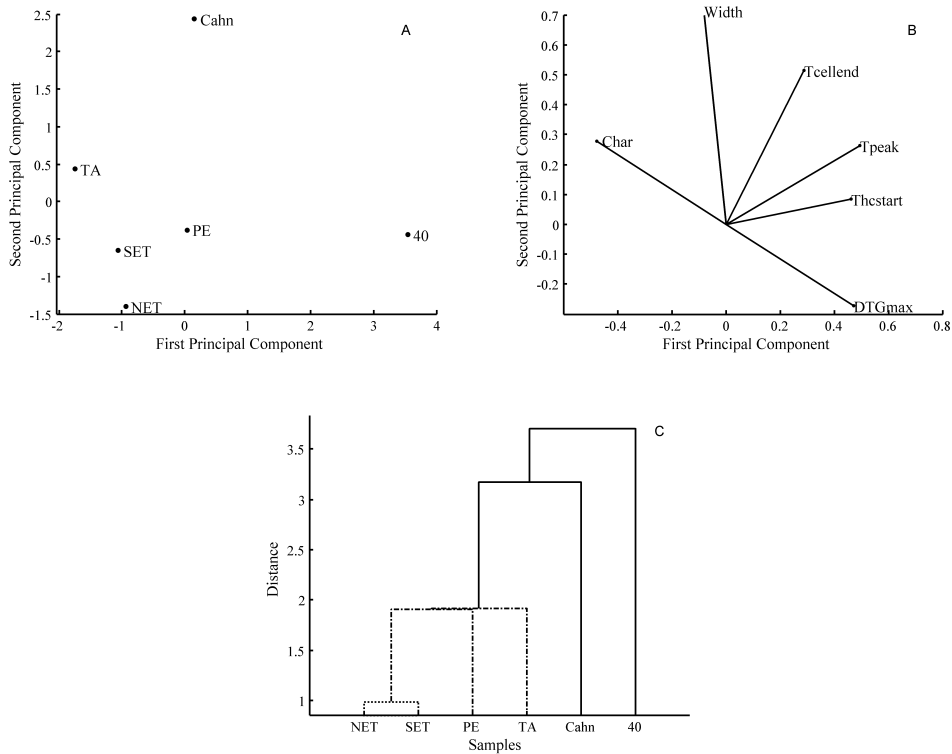 A
2.5
2
1.5
1
0.5
0
-0.5
-1
-1.5
Second Principal Component
Cahn
TA
PE
SET
40
NET
-2 -1 0 1 2 3 4
First Principal Component
B
0.7
0.6
0.5
0.4
0.3
0.2
0.1
0
-0.1
-0.2
Second Principal Component
Width
Tcellend
Char
Tpeak
Thcstart
DTGmax
-0.4 -0.2 0 0.2 0.4 0.6 0.8
First Principal Component
C
3.5
3
2.5
2
1.5
1
Distance
NET SET PE TA Cahn 40
Samples